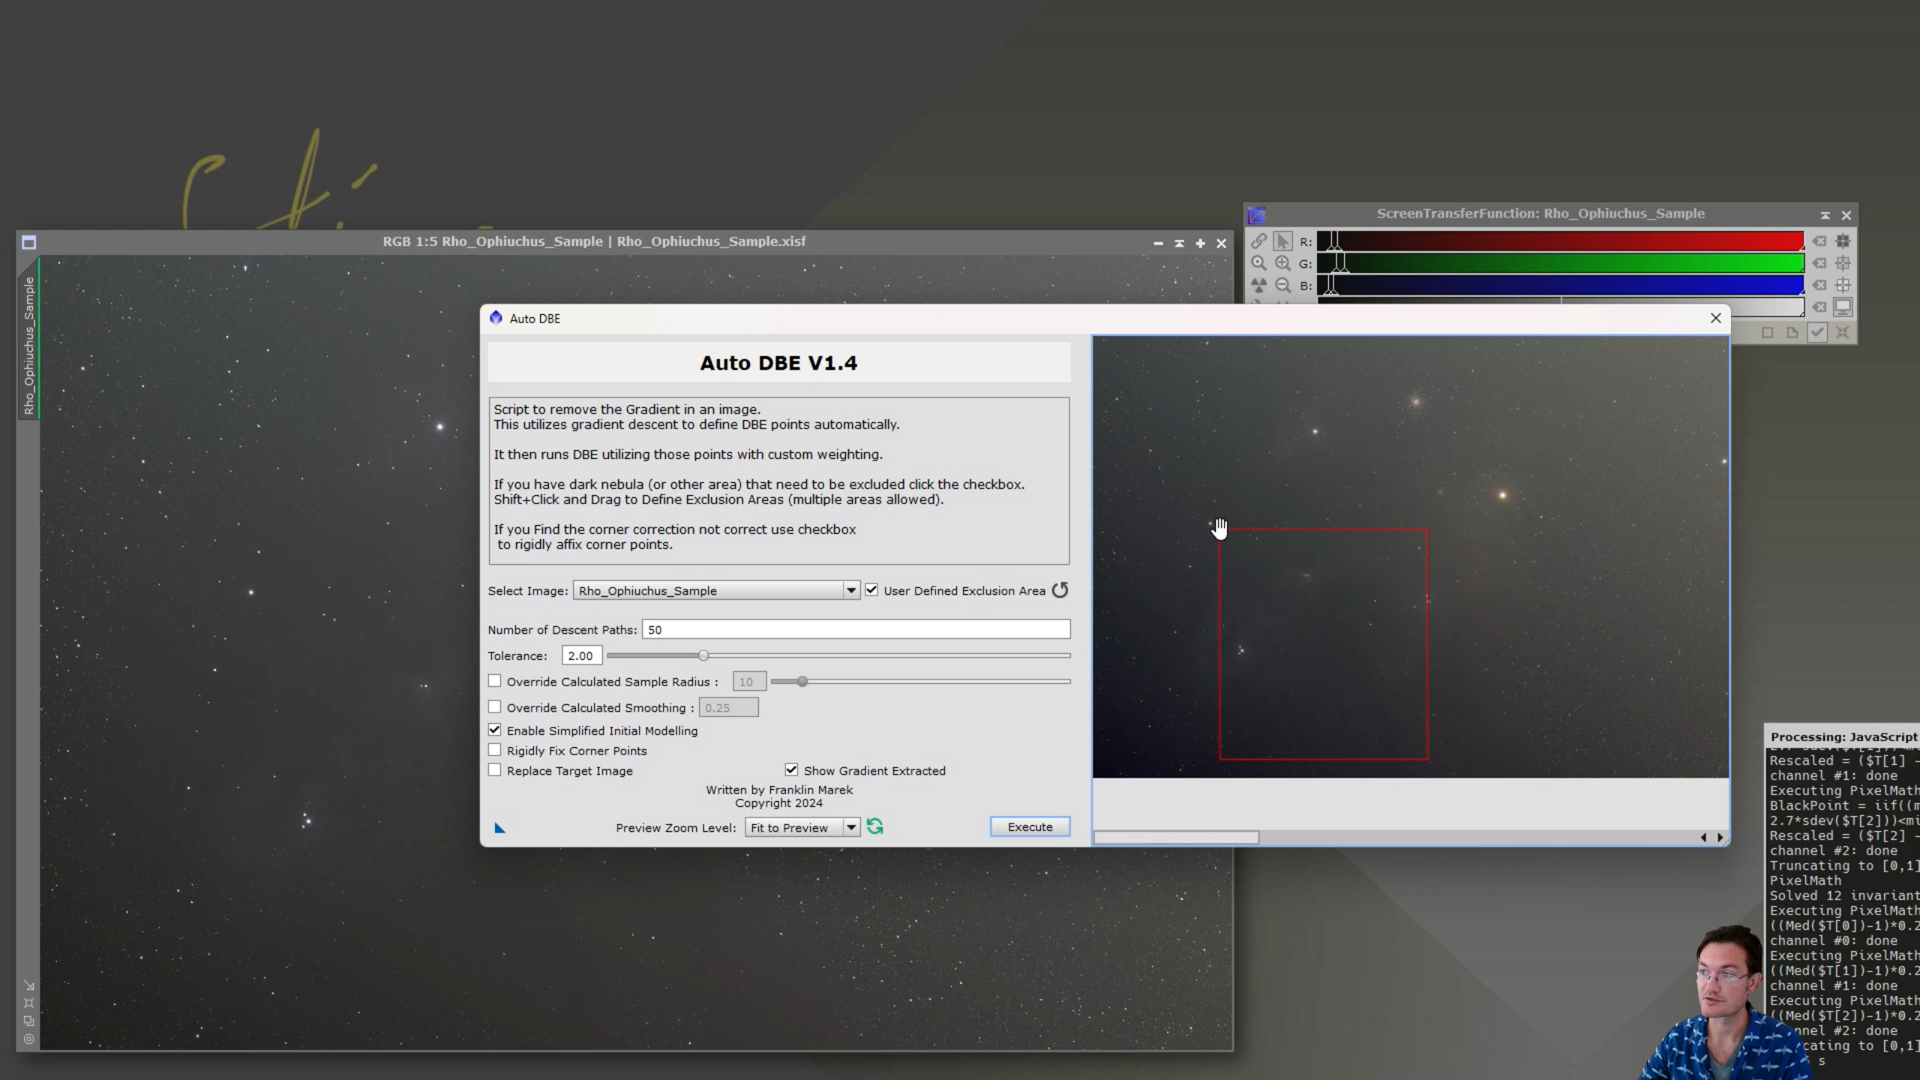 RGB 1:5 Rho_Ophiuchus_Sample | Rho_Ophiuchus_Sample.xisf
Rho_Ophiuchus_Sample
ScreenTransferFunction: Rho_Ophiuchus_Sample
R:
G:
B:
Auto DBE
Auto DBE V1.4
Script to remove the Gradient in an image.
This utilizes gradient descent to define DBE points automatically.
It then runs DBE utilizing those points with custom weighting.
If you have dark nebula (or other area) that need to be excluded click the checkbox.
Shift+Click and Drag to Define Exclusion Areas (multiple areas allowed).
If you Find the corner correction not correct use checkbox
to rigidly affix corner points.
Select Image: Rho_Ophiuchus_Sample User Defined Exclusion Area
Number of Descent Paths: 50
Tolerance: 2.00
Override Calculated Sample Radius : 10
Override Calculated Smoothing : 0.25
Enable Simplified Initial Modelling
Rigidly Fix Corner Points
Replace Target Image Show Gradient Extracted
Written by Franklin Marek
Copyright 2024
Preview Zoom Level: Fit to Preview Execute
Processing: JavaScript
Rescaled = ($T[1] -
channel #1: done
Executing PixelMath
BlackPoint = iif((m
2.7*sdev($T[2]))<mi
Rescaled = ($T[2] -
channel #2: done
Truncating to [0,1]
PixelMath
Solved 12 invariant
Executing PixelMath
((Med($T[0])-1)*0.2
channel #0: done
Executing PixelMath
((Med($T[1])-1)*0.2
channel #1: done
Executing PixelMath
((Med($T[2])-1)*0.2
nnel #2: done
cating to [0,1]
s